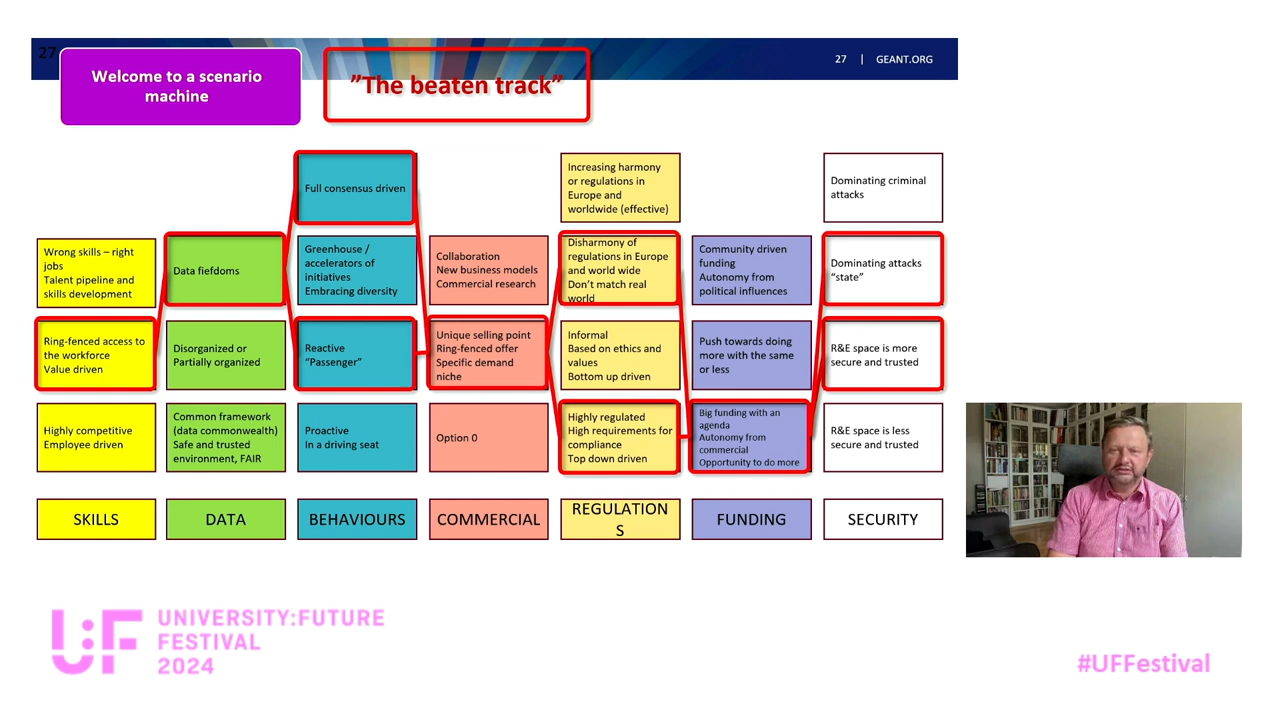 27
Welcome to a scenario
machine
”The beaten track”
27 | GEANT.ORG
Full consensus driven
Increasing harmony
or regulations in
Europe and
worldwide (effective)
Dominating criminal
attacks
Wrong skills – right
jobs
Talent pipeline and
skills development
Data fiefdoms
Greenhouse /
accelerators of
initiatives
Embracing diversity
Collaboration
New business models
Commercial research
Disharmony of
regulations in Europe
and world wide
Don’t match real
world
Community driven
funding
Autonomy from
political influences
Dominating attacks
“state”
Ring-fenced access to
the workforce
Value driven
Disorganized or
Partially organized
Reactive
“Passenger”
Unique selling point
Ring-fenced offer
Specific demand
niche
Informal
Based on ethics and
values
Bottom up driven
Push towards doing
more with the same
or less
R&E space is more
secure and trusted
Highly competitive
Employee driven
Common framework
(data commonwealth)
Safe and trusted
environment, FAIR
Proactive
In a driving seat
Option 0
Highly regulated
High requirements for
compliance
Top down driven
Big funding with an
agenda
Autonomy from
commercial
Opportunity to do more
R&E space is less
secure and trusted
SKILLS
DATA
BEHAVIOURS
COMMERCIAL
REGULATION
S
FUNDING
SECURITY
U:F
UNIVERSITY:FUTURE
FESTIVAL
2024
#UFFestival